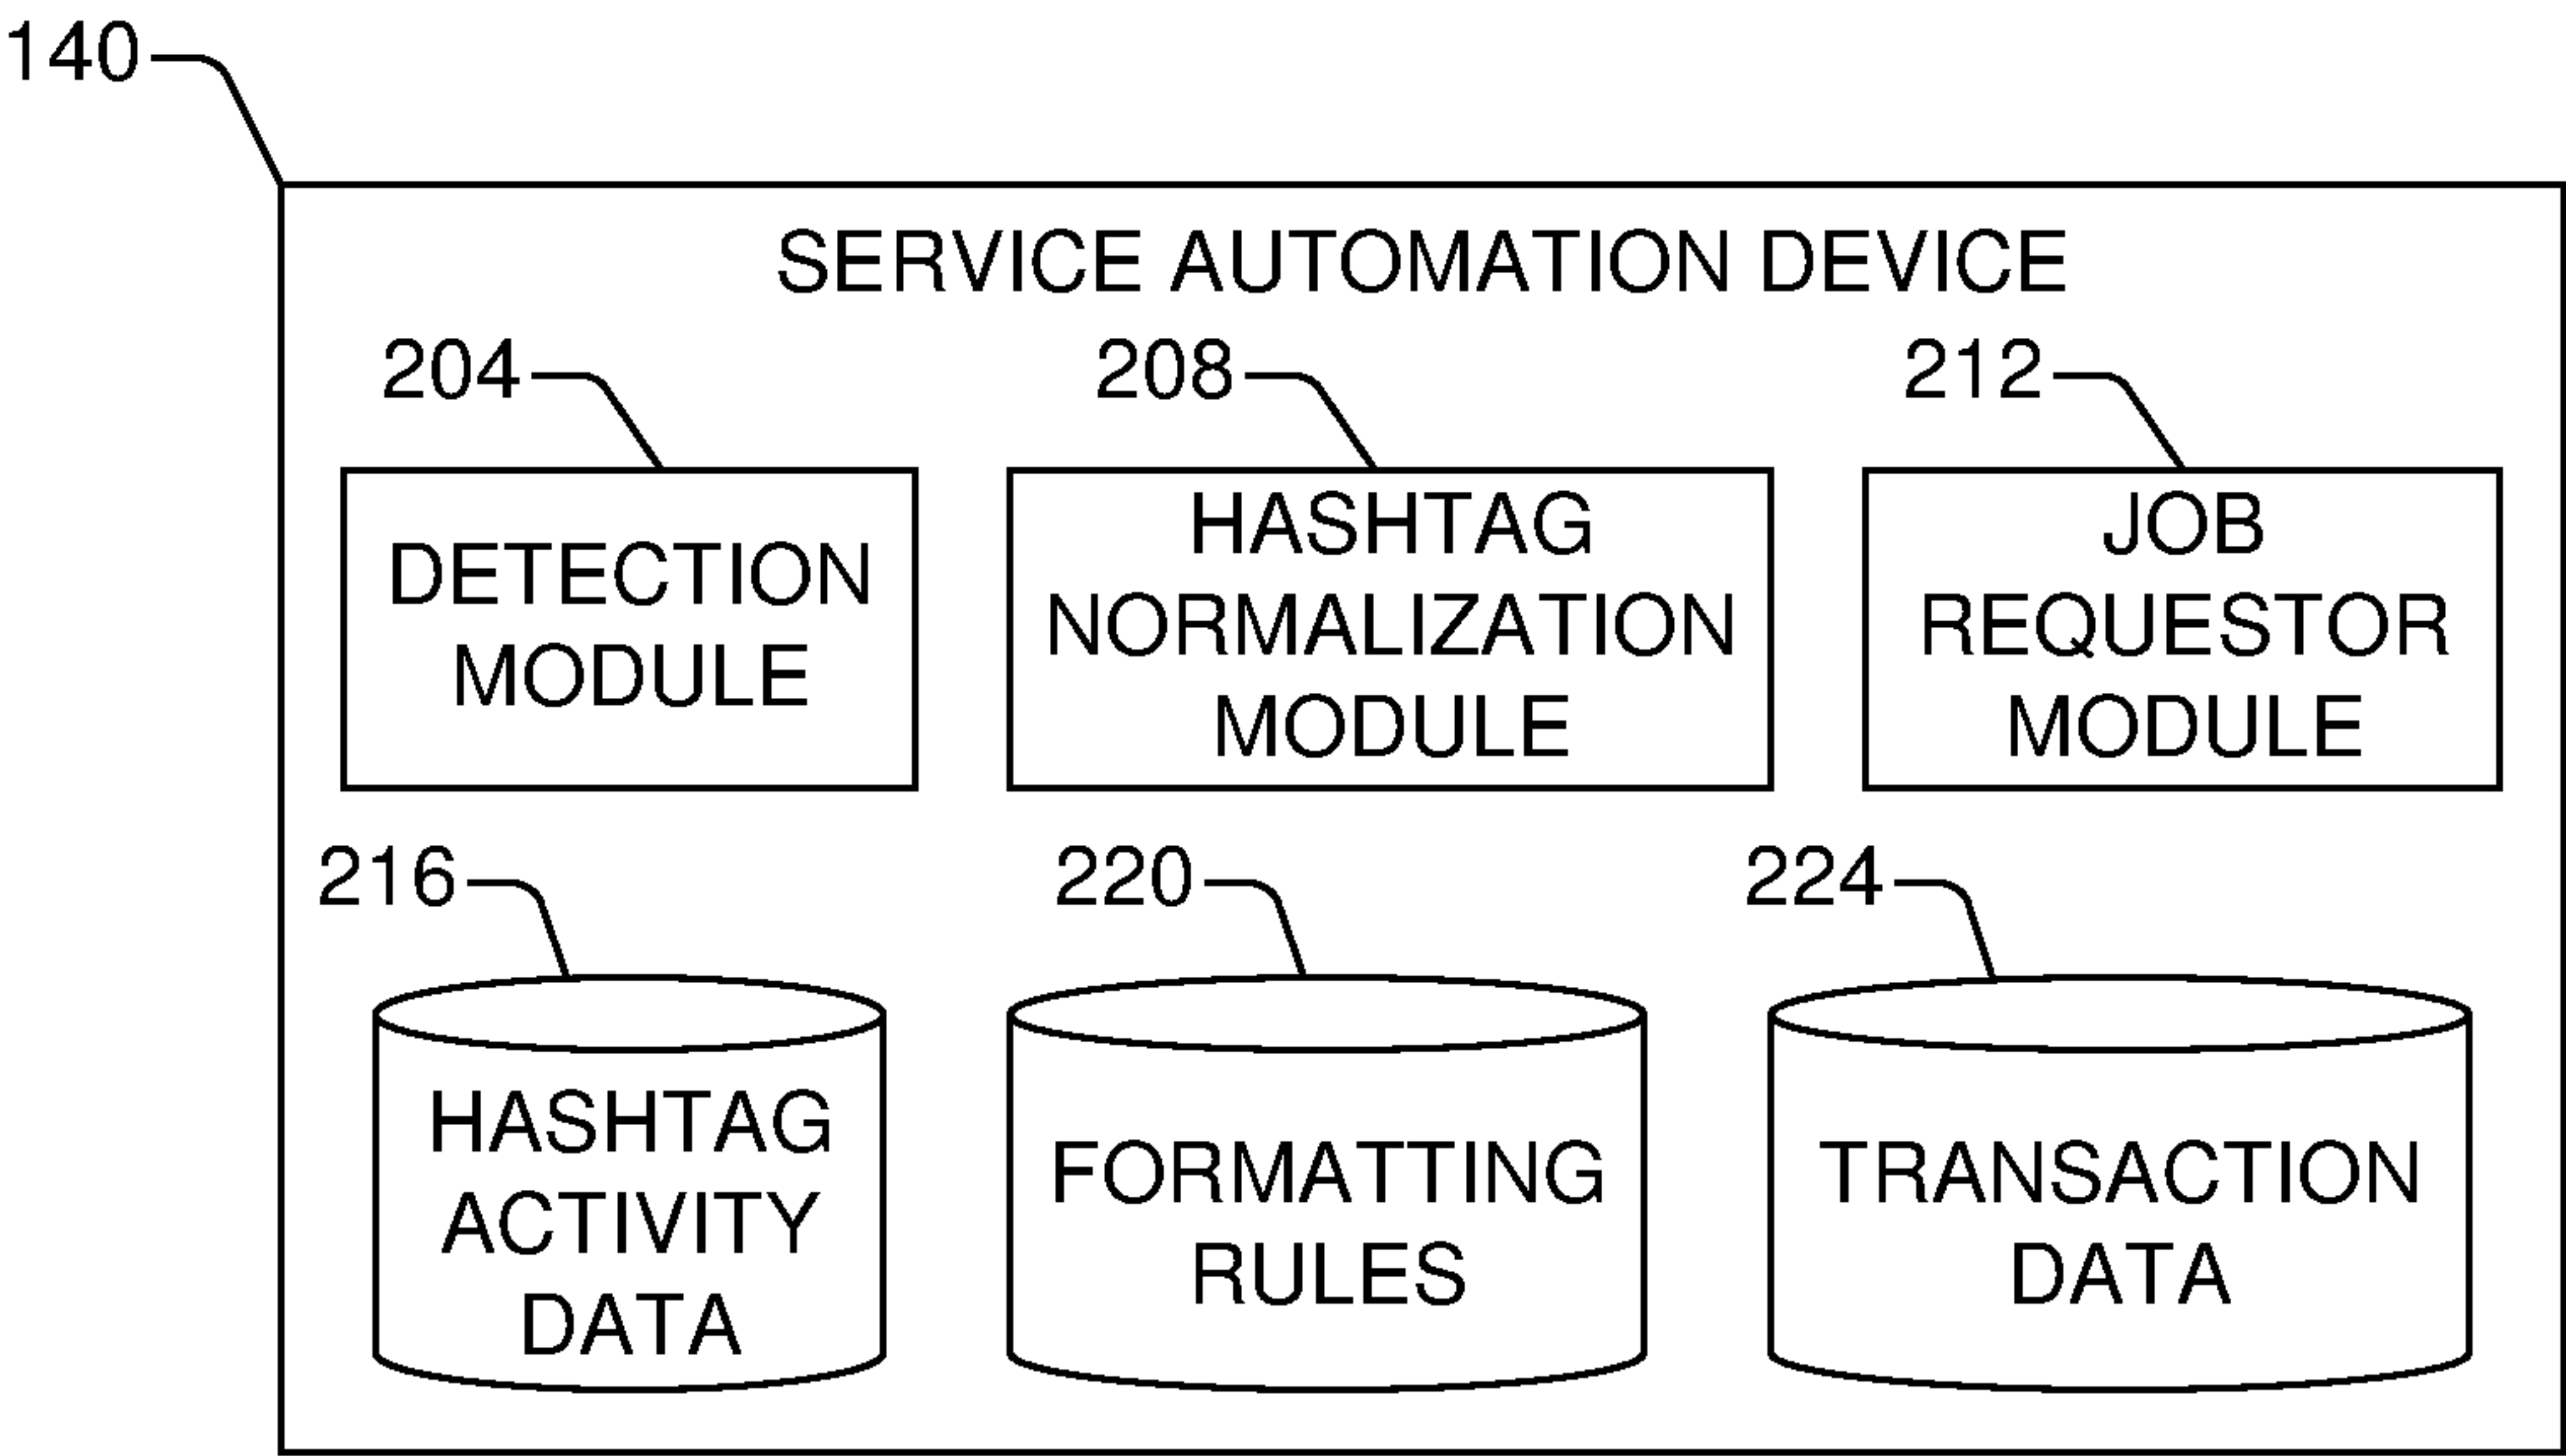 140
SERVICE AUTOMATION DEVICE
204
208
212
DETECTION
MODULE
HASHTAG
NORMALIZATION
MODULE
JOB
REQUESTOR
MODULE
216
220
224
HASHTAG
ACTIVITY
DATA
FORMATTING
RULES
TRANSACTION
DATA